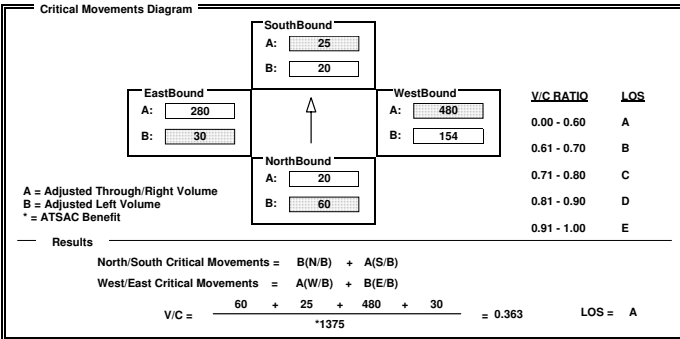 Critical Movements Diagram
SouthBound
A: 25
B: 20
EastBound
A: 280
B: 30
WestBound
A: 480
B: 154
NorthBound
A: 20
B: 60
V/C RATIO LOS
0.00 - 0.60 A
0.61 - 0.70 B
0.71 - 0.80 C
0.81 - 0.90 D
0.91 - 1.00 E
A = Adjusted Through/Right Volume
B = Adjusted Left Volume
* = ATSAC Benefit
Results
North/South Critical Movements = B(N/B) + A(S/B)
West/East Critical Movements = A(W/B) + B(E/B)
60 + 25 + 480 + 30
V/C = = 0.363 LOS = A
*1375